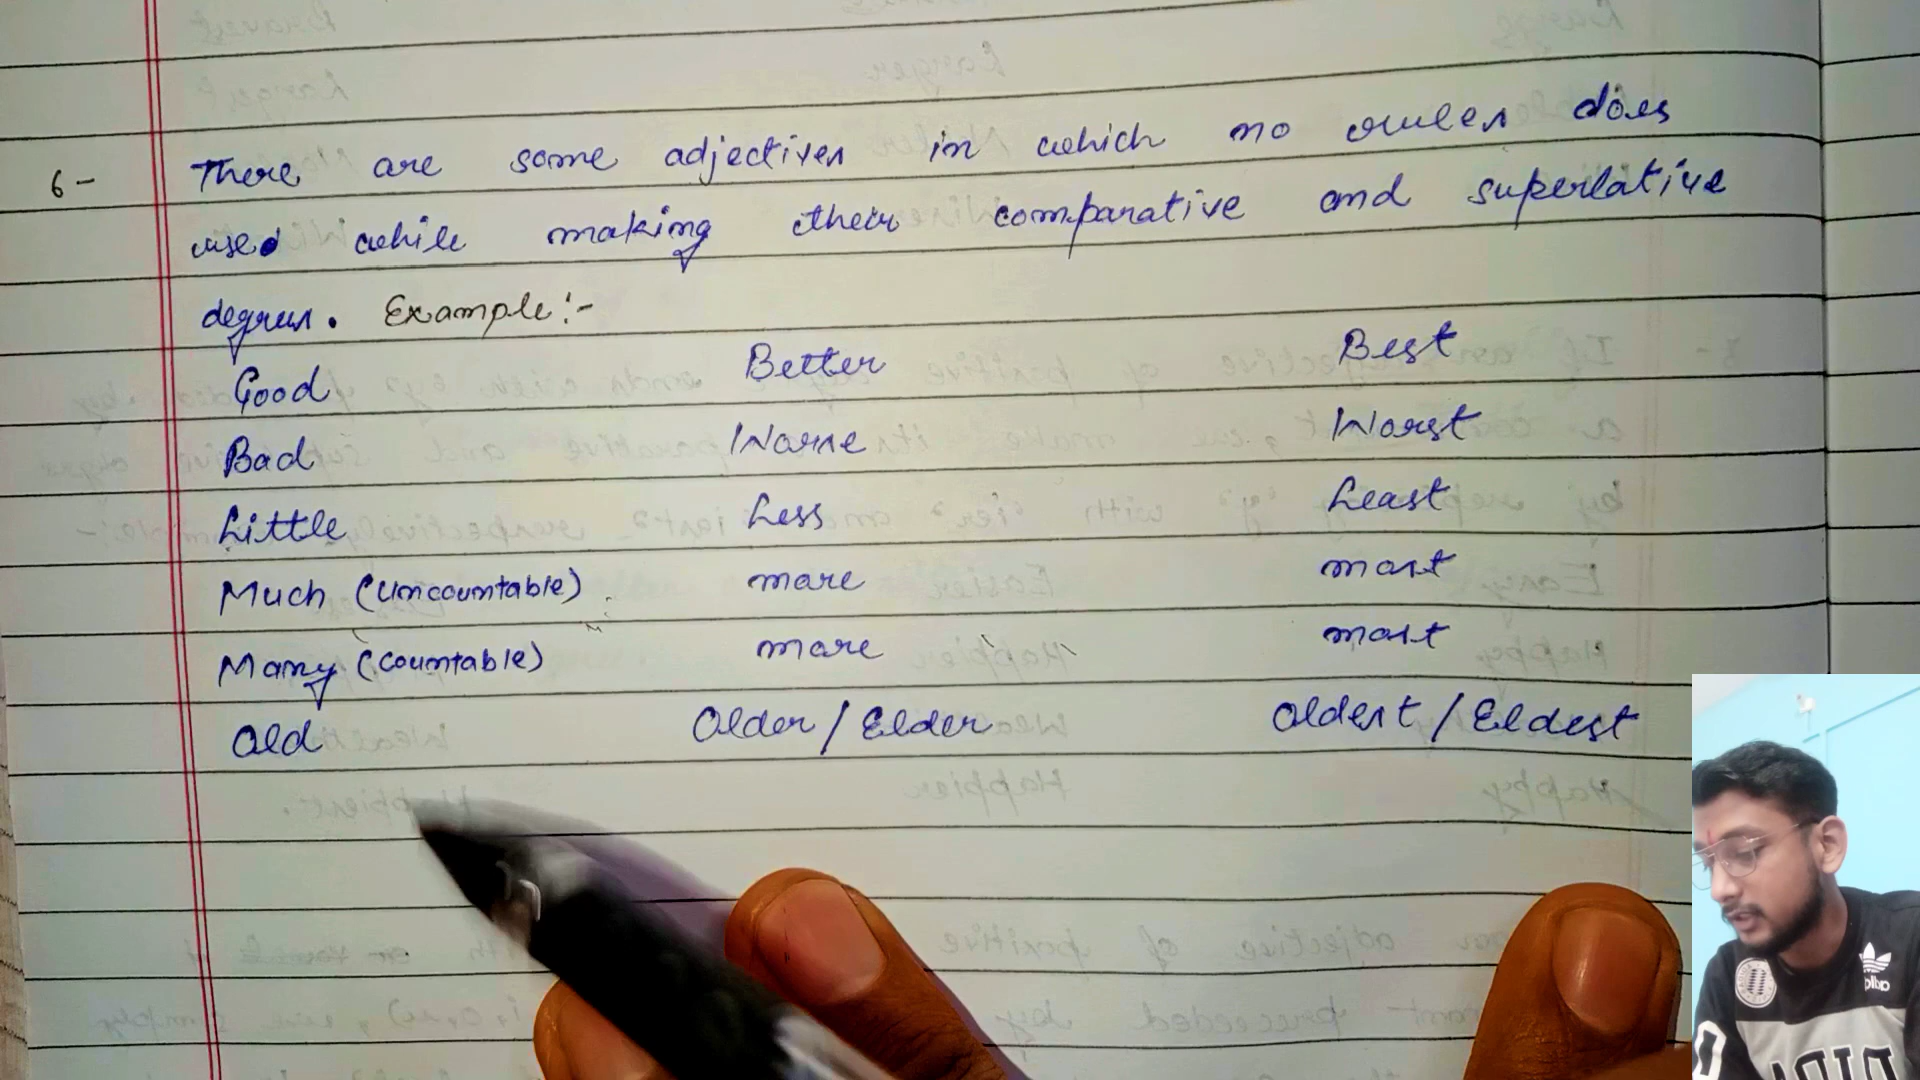 6- There are some adjectives in which no rules does
used while making their comparative and superlative
degrees. Example:-
Good Better Best
Bad Worse Worst
Little Less Least
Much (Uncountable) more most
Many (Countable) more most
Old Older / Elder Oldest / Eldest